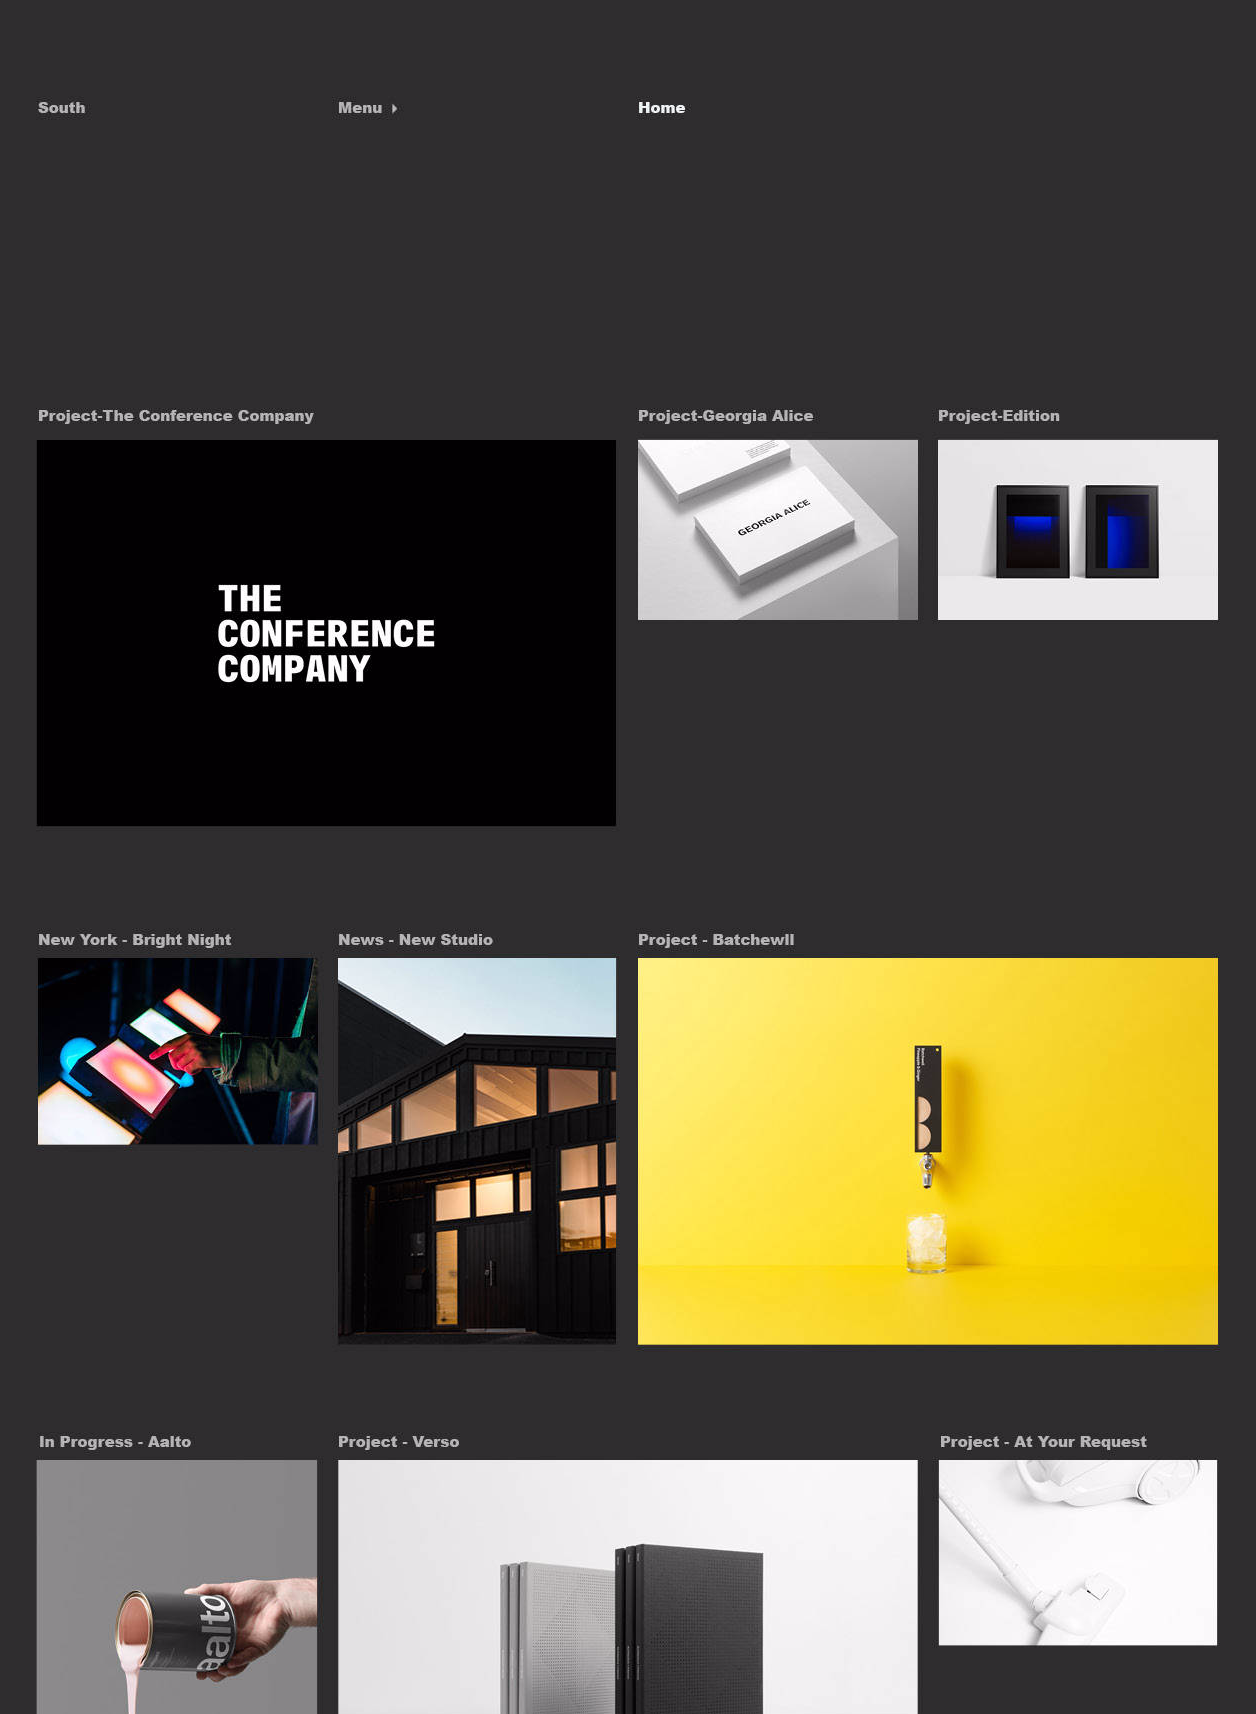 South
Menu
Home
Project-The Conference Company
Project-Georgia Alice
Project-Edition
THE
CONFERENCE
COMPANY
GEORGIA ALICE
New York - Bright Night
News - New Studio
Project - Batchewll
In Progress - Aalto
Project - Verso
Project - At Your Request
aalto